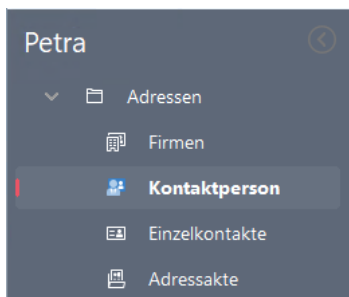 Petra
Adressen
Firmen
Kontaktperson
Einzelkontakte
Adressakte